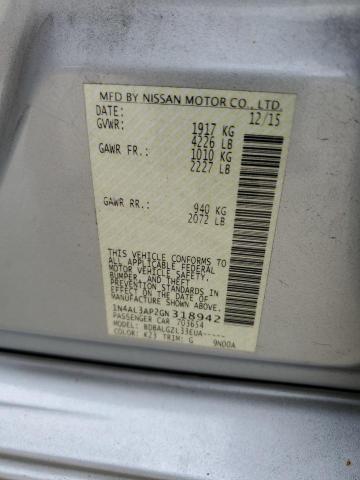 MFD BY NISSAN MOTOR CO., LTD.
DATE: 12/15
GVWR: 1917 KG
4226 LB
GAWR FR.: 1010 KG
2227 LB
GAWR RR.: 940 KG
2072 LB
THIS VEHICLE CONFORMS TO
ALL APPLICABLE FEDERAL
MOTOR VEHICLE SAFETY,
BUMPER, AND THEFT
PREVENTION STANDARDS IN
EFFECT ON THE DATE OF
MANUFACTURE SHOWN ABOVE.
1N4AL3AP2GN318942
PASSENGER CAR 703654
MODEL: BDBALGZL33EUA-----
COLOR: K23 TRIM: G 9N00A